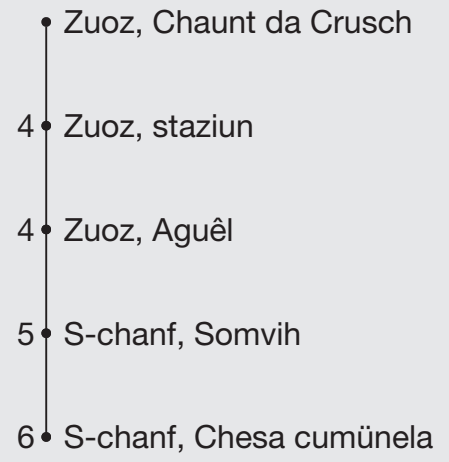 Zuoz, Chaunt da Crusch
4 Zuoz, staziun
4 Zuoz, Aguêl
5 S-chanf, Somvih
6 S-chanf, Chesa cumünela